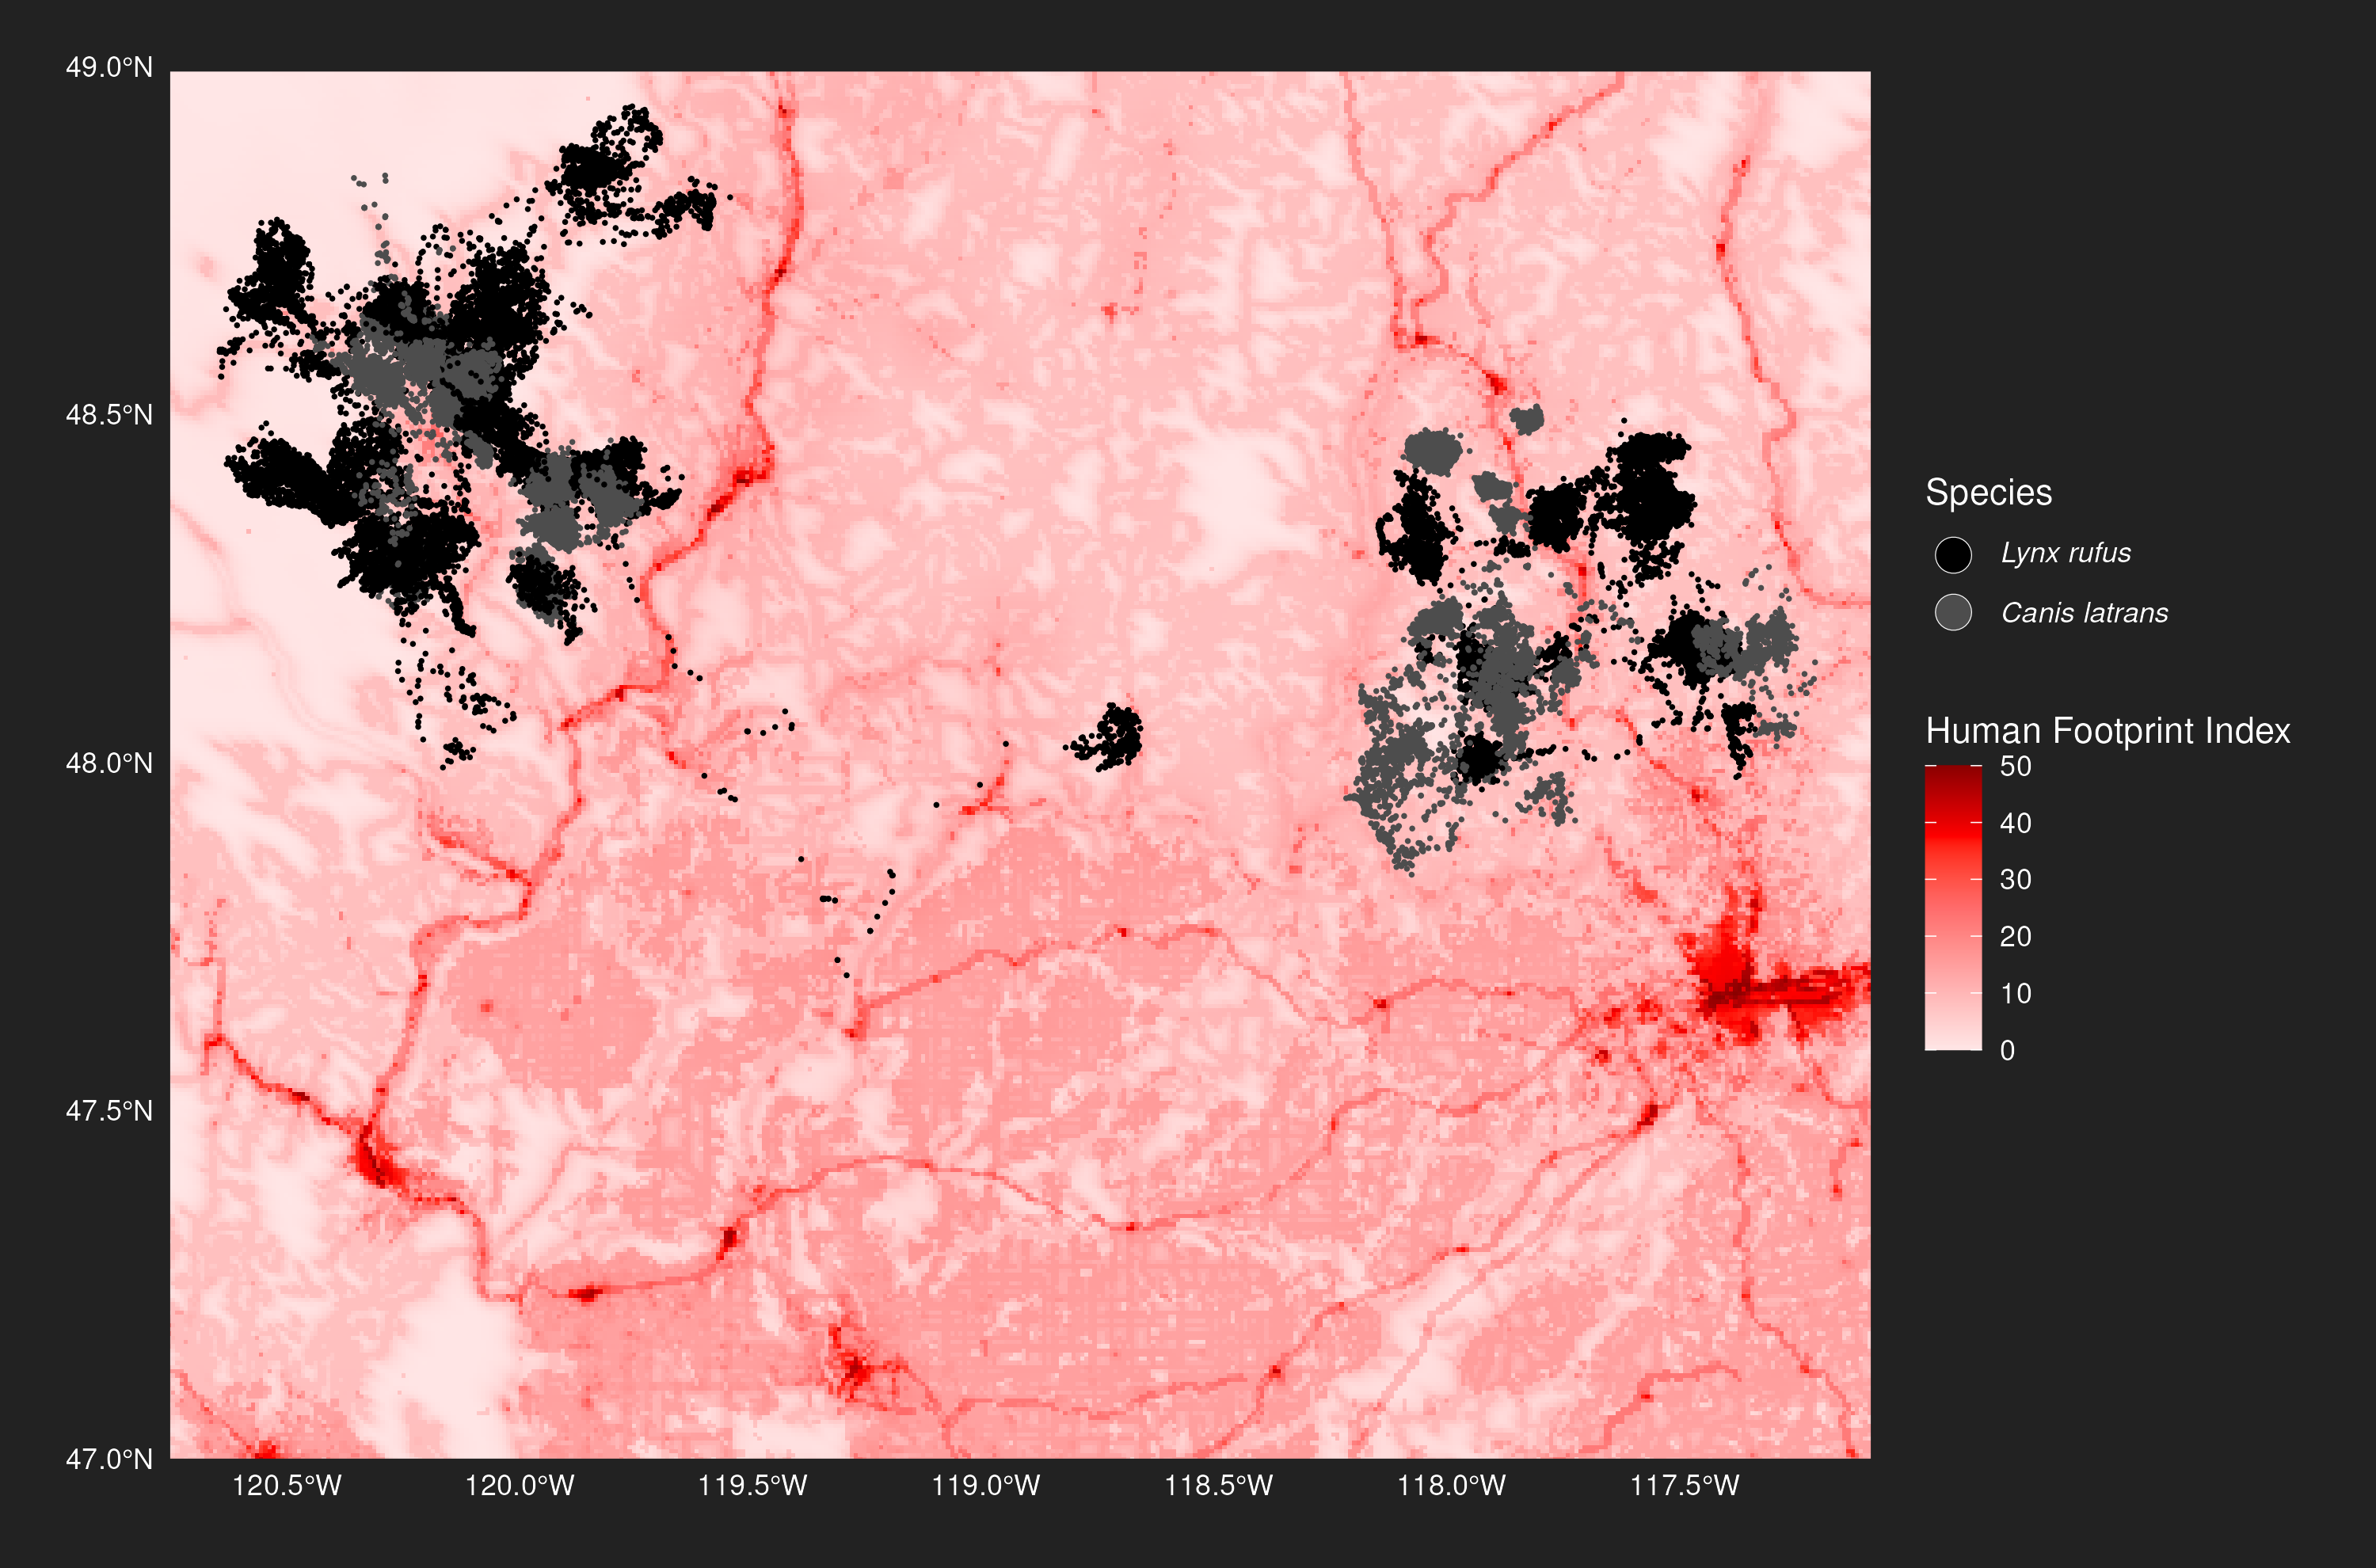 49.0°N
48.5°N
48.0°N
47.5°N
47.0°N
120.5°W
120.0°W
119.5°W
119.0°W
118.5°W
118.0°W
117.5°W
Species
Lynx rufus
Canis latrans
Human Footprint Index
50
40
30
20
10
0